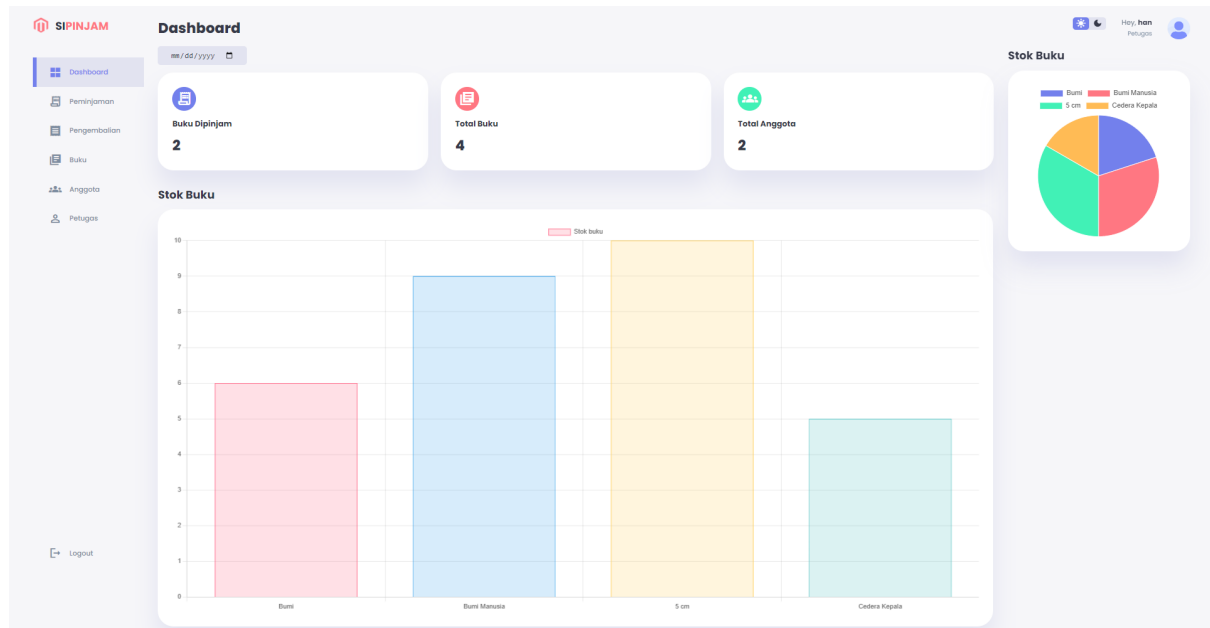 SIPINJAM
Dashboard
Peminjaman
Pengembalian
Buku
Anggota
Petugas
Logout
Dashboard
mm/dd/yyyy
Buku Dipinjam
2
Total Buku
4
Total Anggota
2
Stok Buku
Stok buku
10
9
8
7
6
5
4
3
2
1
0
Bumi
Bumi Manusia
5 cm
Cedera Kepala
Hey, han
Petugas
Stok Buku
Bumi
Bumi Manusia
5 cm
Cedera Kepala